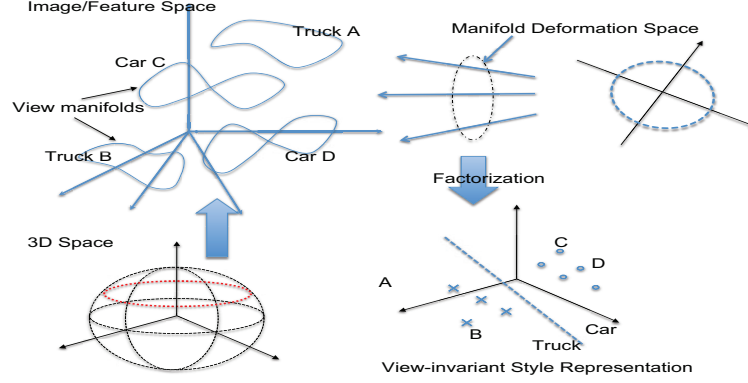 Image/Feature Space
Truck A
Car C
View manifolds
Truck B
Car D
3D Space
Manifold Deformation Space
Factorization
C
D
A
B
Car
Truck
View-invariant Style Representation